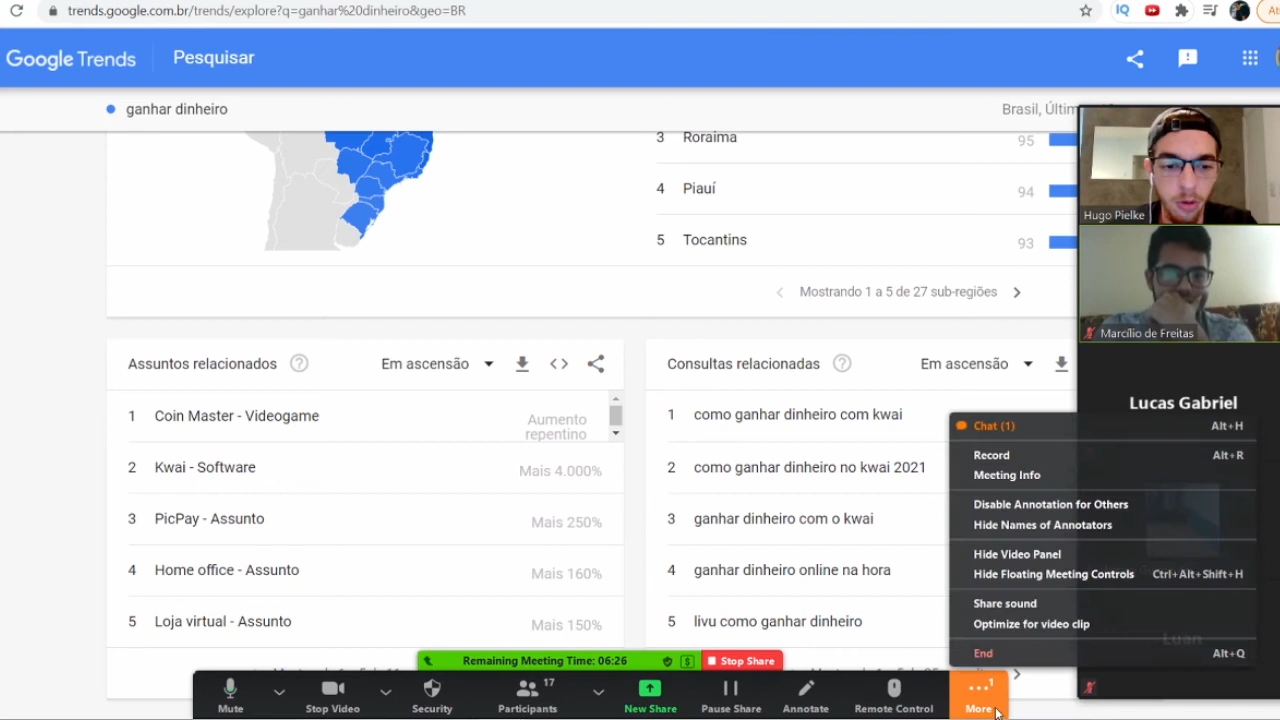 trends.google.com.br/trends/explore?q=ganhar%20dinheiro&geo=BR
Google Trends
Pesquisar
ganhar dinheiro
Brasil, Últim
3 Roraima 95
4 Piauí 94
5 Tocantins 93
Mostrando 1 a 5 de 27 sub-regiões
Assuntos relacionados
Em ascensão
1 Coin Master - Videogame Aumento
repentino
2 Kwai - Software Mais 4.000%
3 PicPay - Assunto Mais 250%
4 Home office - Assunto Mais 160%
5 Loja virtual - Assunto Mais 150%
Consultas relacionadas
Em ascensão
1 como ganhar dinheiro com kwai
2 como ganhar dinheiro no kwai 2021
3 ganhar dinheiro com o kwai
4 ganhar dinheiro online na hora
5 livu como ganhar dinheiro
Hugo Pielke
Marcílio de Freitas
Lucas Gabriel
Luan
Chat (1) Alt+H
Record Alt+R
Meeting Info
Disable Annotation for Others
Hide Names of Annotators
Hide Video Panel
Hide Floating Meeting Controls Ctrl+Alt+Shift+H
Share sound
Optimize for video clip
End Alt+Q
Remaining Meeting Time: 06:26
Stop Share
Mute
Stop Video
Security
17
Participants
New Share
Pause Share
Annotate
Remote Control
1
More